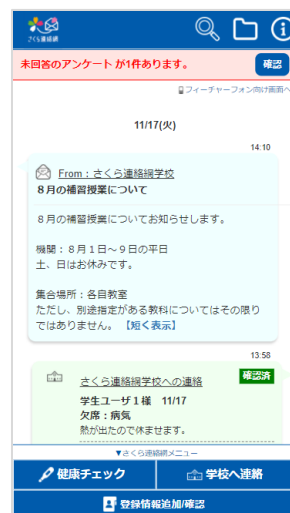 さくら連絡網
未回答のアンケート が1件あります。
確認
フィーチャーフォン向け画面へ
11/17(火)
14:10
From：さくら連絡網学校
８月の補習授業について
８月の補習授業についてお知らせします。
機関：８月１日～９日の平日
土、日はお休みです。
集合場所：各自教室
ただし、別途指定がある教科についてはその限
りではありません。 【短く表示】
13:58
さくら連絡網学校への連絡
確認済
学生ユーザ１様 11/17
欠席：病気
熱が出たので休ませます。
▼さくら連絡網メニュー
健康チェック
学校へ連絡
登録情報追加/確認